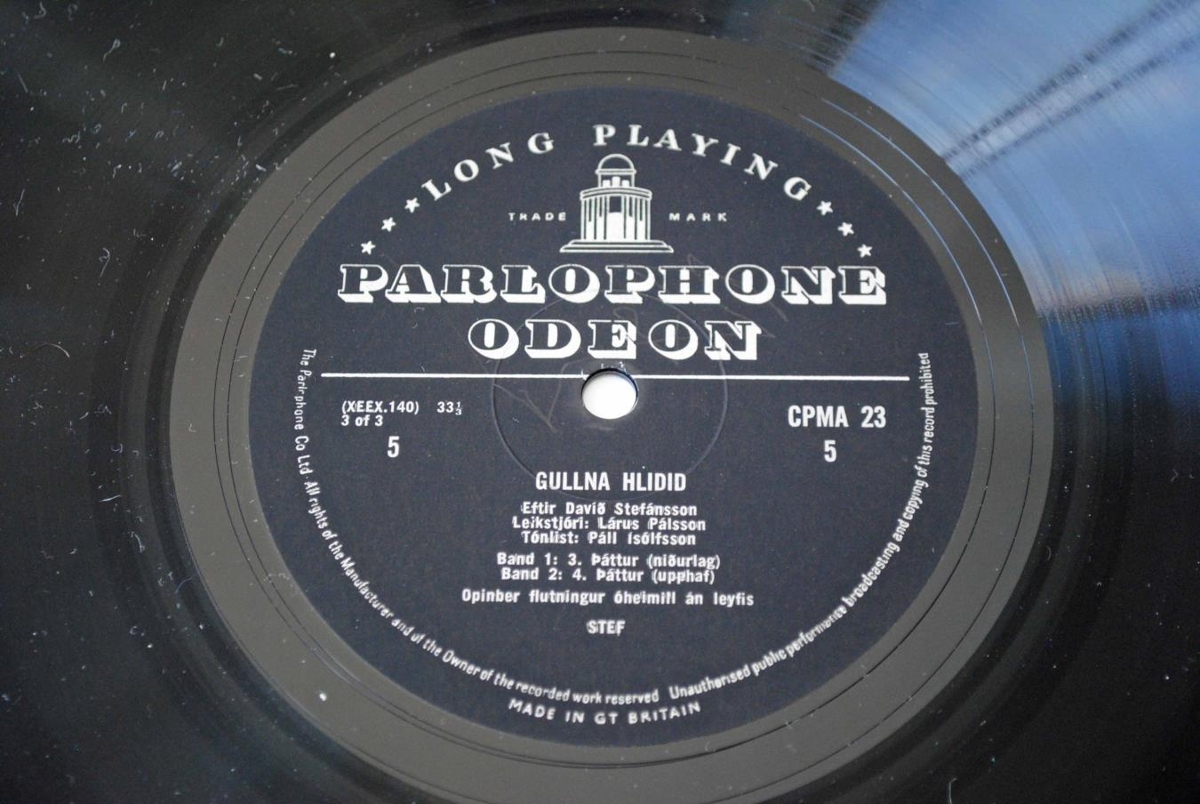 LONG PLAYING
TRADE MARK
PARLOPHONE
ODEON
(XEEX.140) 33⅓
3 of 3
5
CPMA 23
5
GULLNA HLIDID
Eftir Davíð Stefánsson
Leikstjóri: Lárus Pálsson
Tónlist: Páll Isólfsson
Band 1: 3. Þáttur (niðurlag)
Band 2: 4. Þáttur (upphaf)
Opinber flutningur óheimill án leyfis
STEF
The Parlophone Co Ltd. All rights of the Manufacturer and of the Owner of the recorded work reserved Unauthorised public performance broadcasting and copying of this record prohibited
MADE IN GT BRITAIN